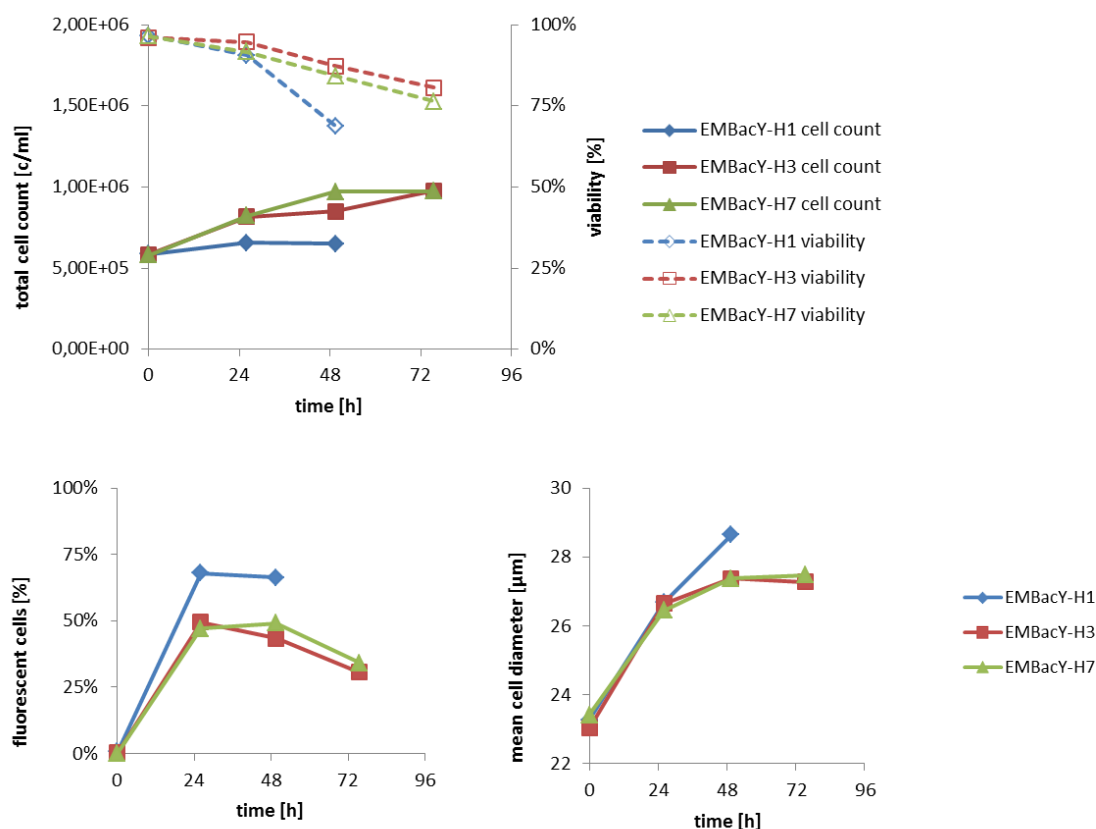 2,00E+06
1,50E+06
1,00E+06
5,00E+05
0,00E+00
total cell count [c/ml]
100%
75%
50%
25%
0%
viability [%]
0 24 48 72 96
time [h]
EMBacY-H1 cell count
EMBacY-H3 cell count
EMBacY-H7 cell count
EMBacY-H1 viability
EMBacY-H3 viability
EMBacY-H7 viability
100%
75%
50%
25%
0%
fluorescent cells [%]
0 24 48 72 96
time [h]
30
28
26
24
22
mean cell diameter [µm]
0 24 48 72 96
time [h]
EMBacY-H1
EMBacY-H3
EMBacY-H7